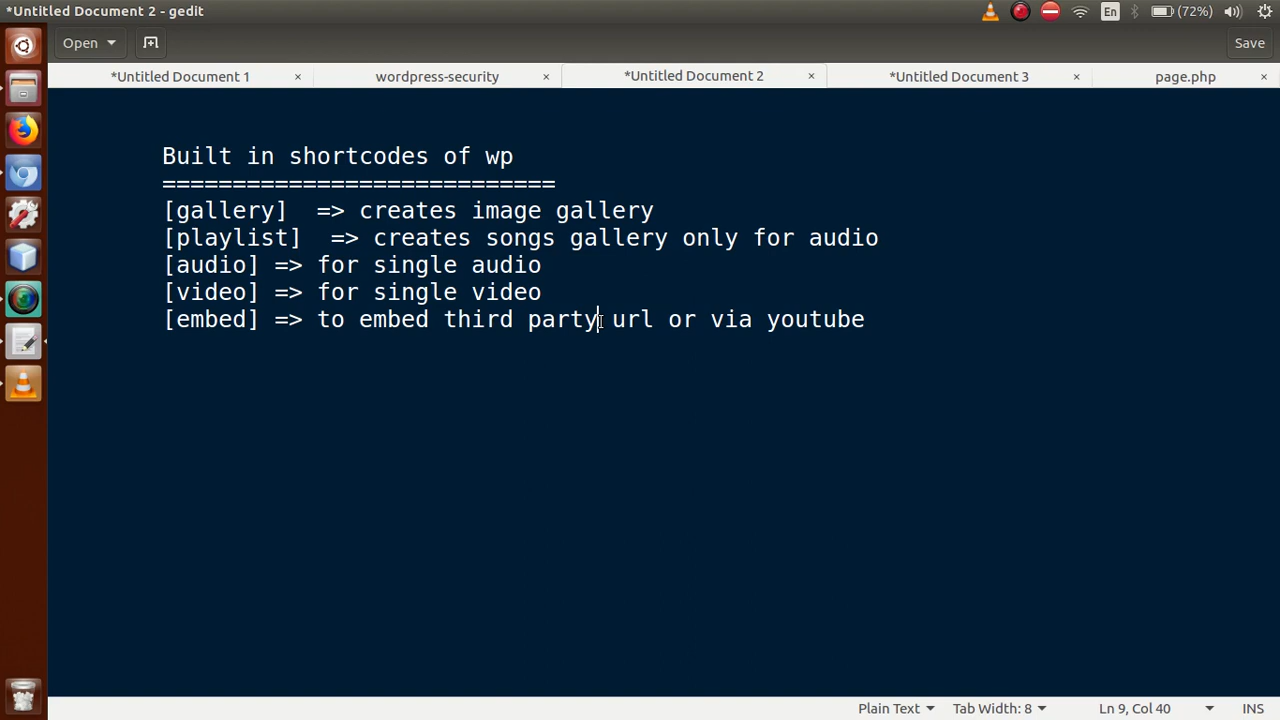 *Untitled Document 2 - gedit
En
(72%)
Open
Save
*Untitled Document 1 × wordpress-security × *Untitled Document 2 × *Untitled Document 3 × page.php ×
Built in shortcodes of wp
============================
[gallery]  => creates image gallery
[playlist]  => creates songs gallery only for audio
[audio] => for single audio
[video] => for single video
[embed] => to embed third party url or via youtube
Plain Text Tab Width: 8 Ln 9, Col 40 INS